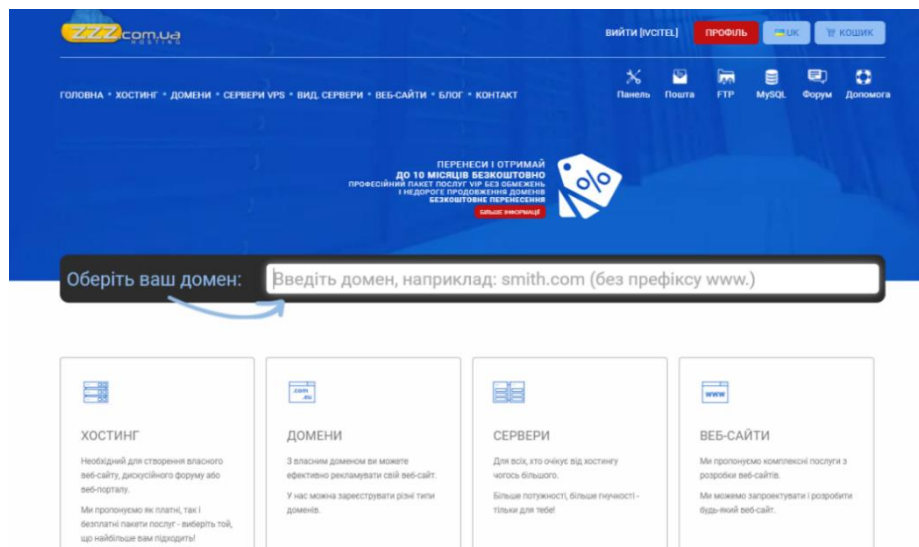 ZZZ.com.ua
HOSTING
ВИЙТИ [IVCITEL]
ПРОФІЛЬ
UK
КОШИК
ГОЛОВНА • ХОСТИНГ • ДОМЕНИ • СЕРВЕРИ VPS • ВИД. СЕРВЕРИ • ВЕБ-САЙТИ • БЛОГ • КОНТАКТ
Панель Пошта FTP MySQL Форум Допомога
ПЕРЕНЕСИ І ОТРИМАЙ
ДО 10 МІСЯЦІВ БЕЗКОШТОВНО
ПРОФЕСІЙНИЙ ПАКЕТ ПОСЛУГ VIP БЕЗ ОБМЕЖЕНЬ
І НЕДОРОГЕ ПРОДОВЖЕННЯ ДОМЕНІВ
БЕЗКОШТОВНЕ ПЕРЕНЕСЕННЯ
БІЛЬШЕ ІНФОРМАЦІЇ
%
Оберіть ваш домен:
Введіть домен, наприклад: smith.com (без префіксу www.)
ХОСТИНГ
Необхідний для створення власного
веб-сайту, дискусійного форуму або
веб-порталу.
Ми пропонуємо як платні, так і
безплатні пакети послуг - виберіть той,
що найбільше вам підходить!
.com
.eu
ДОМЕНИ
З власним доменом ви можете
ефективно рекламувати свій веб-сайт.
У нас можна зареєструвати різні типи
доменів.
СЕРВЕРИ
Для всіх, хто очікує від хостингу
чогось більшого.
Більше потужності, більше гнучкості -
тільки для тебе!
www
ВЕБ-САЙТИ
Ми пропонуємо комплексні послуги з
розробки веб-сайтів.
Ми можемо запроектувати і розробити
будь-який веб-сайт.